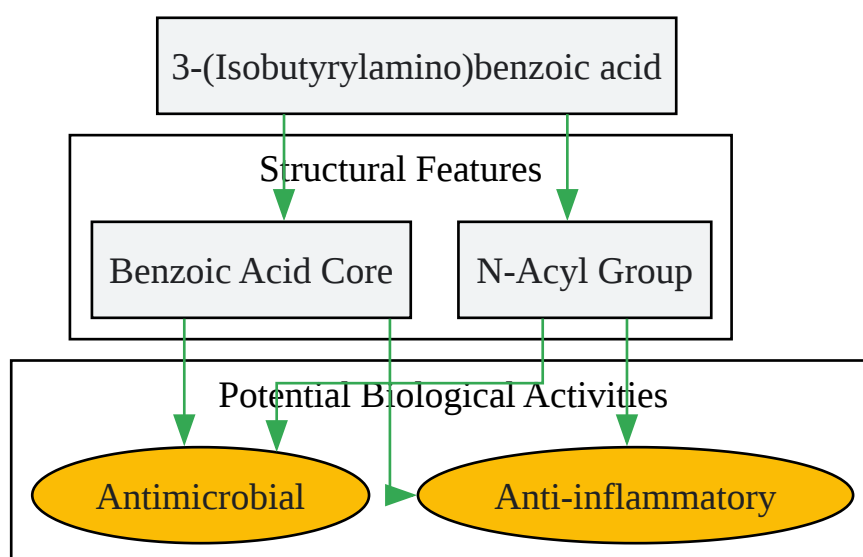 3-(Isobutyrylamino)benzoic acid
Structural Features
Benzoic Acid Core
N-Acyl Group
Potential Biological Activities
Antimicrobial
Anti-inflammatory